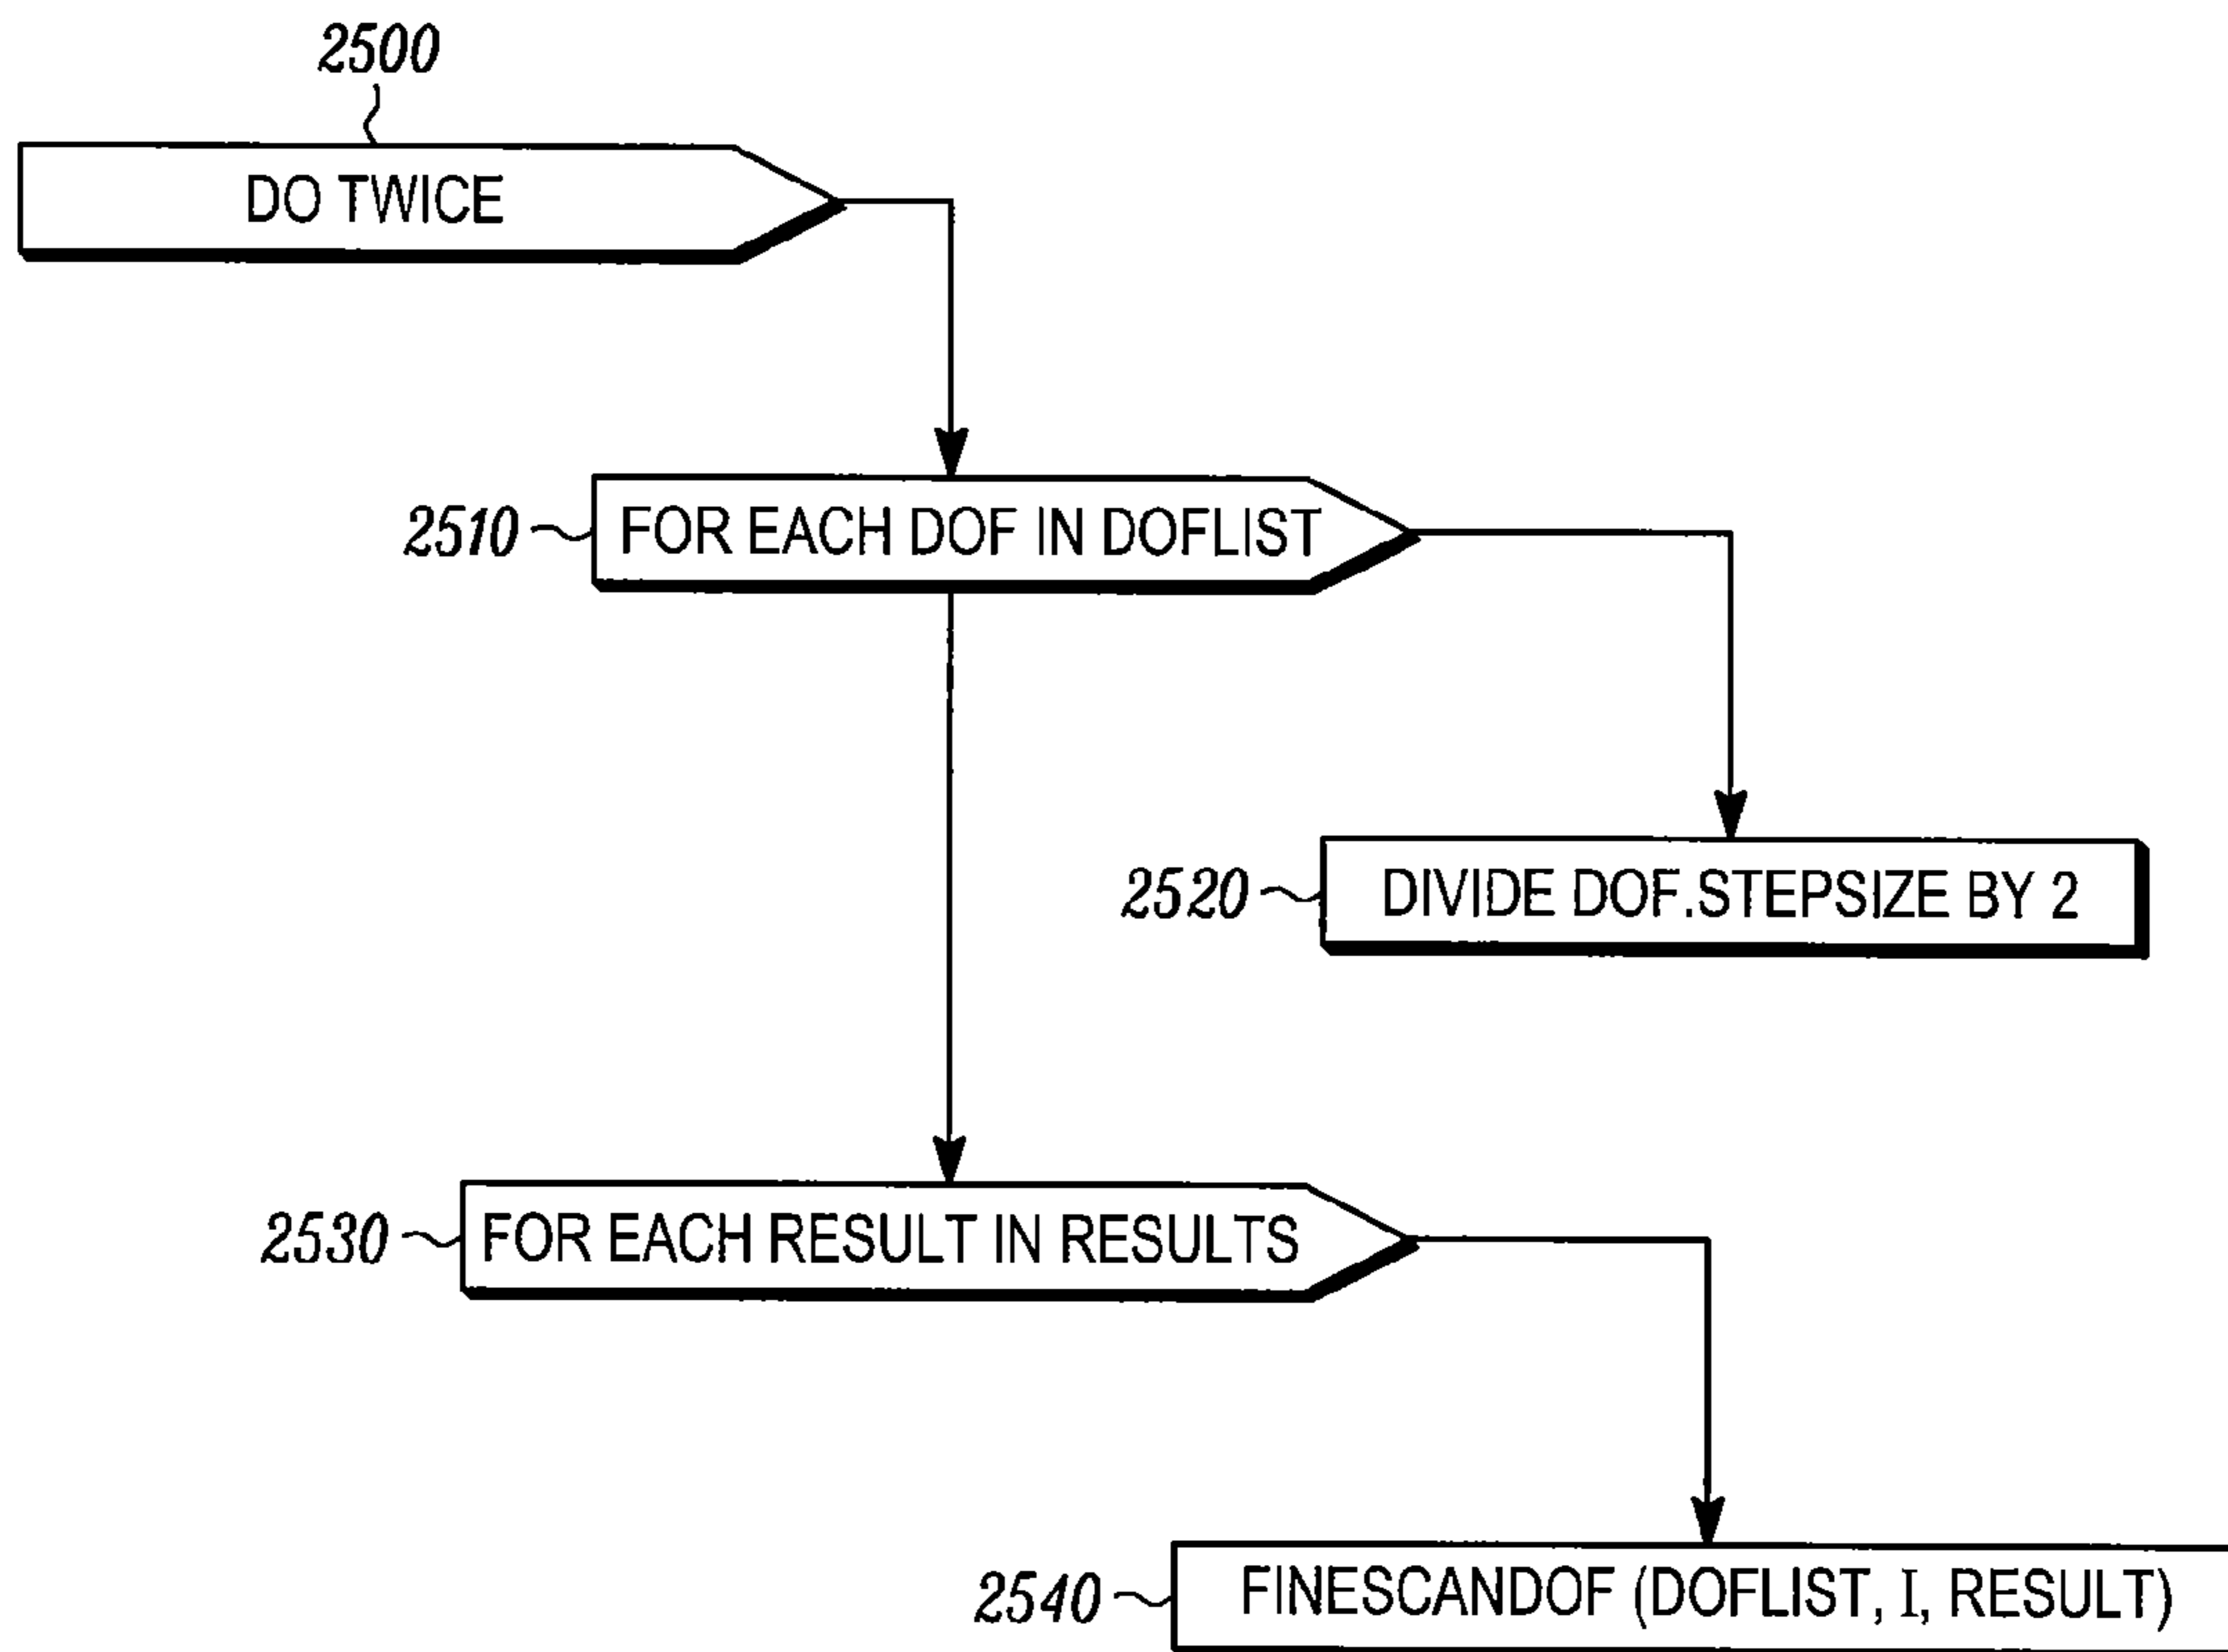 2500
DO TWICE
2510
FOR EACH DOF IN DOFLIST
2520
DIVIDE DOF.STEPSIZE BY 2
2530
FOR EACH RESULT IN RESULTS
2540
FINESCANDOF (DOFLIST, I, RESULT)